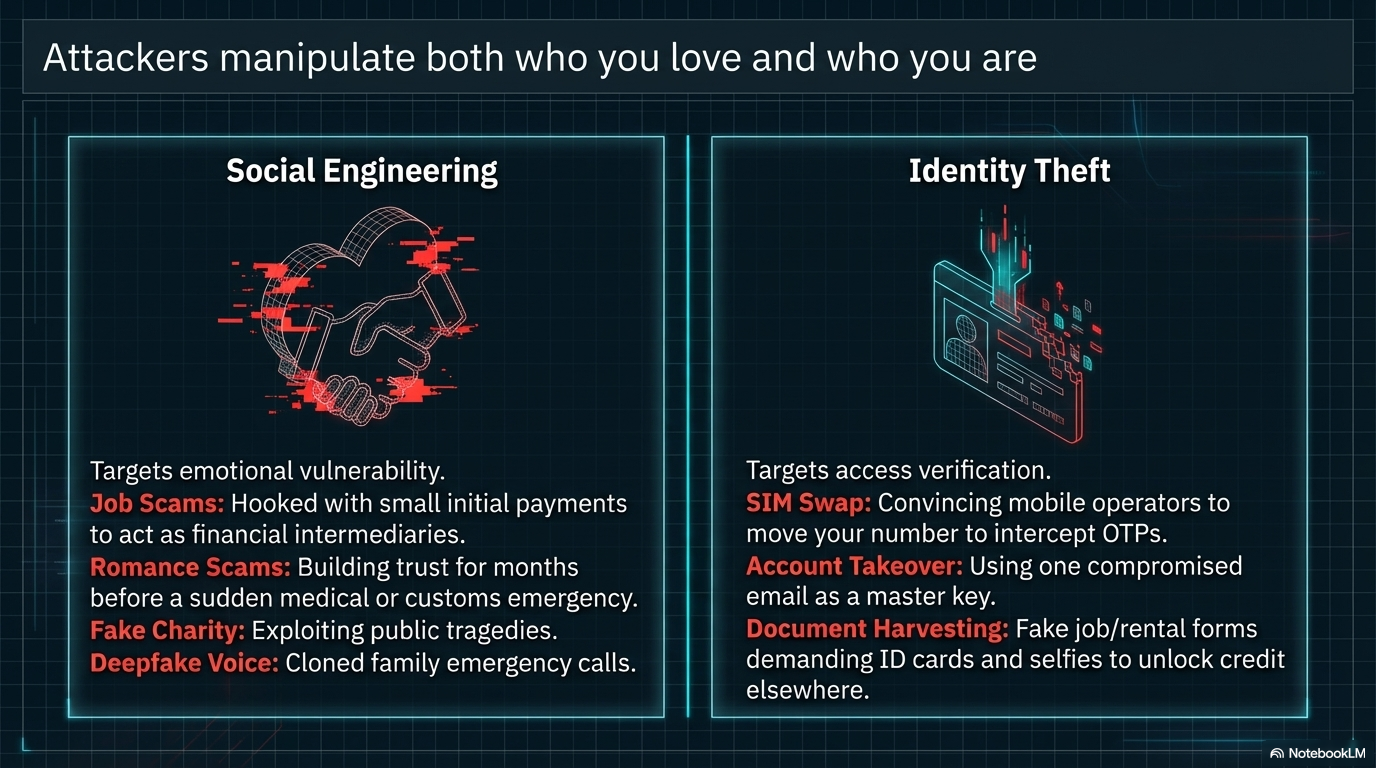 Attackers manipulate both who you love and who you are
Social Engineering
Targets emotional vulnerability.
Job Scams: Hooked with small initial payments
to act as financial intermediaries.
Romance Scams: Building trust for months
before a sudden medical or customs emergency.
Fake Charity: Exploiting public tragedies.
Deepfake Voice: Cloned family emergency calls.
Identity Theft
Targets access verification.
SIM Swap: Convincing mobile operators to
move your number to intercept OTPs.
Account Takeover: Using one compromised
email as a master key.
Document Harvesting: Fake job/rental forms
demanding ID cards and selfies to unlock credit
elsewhere.
NotebookLM